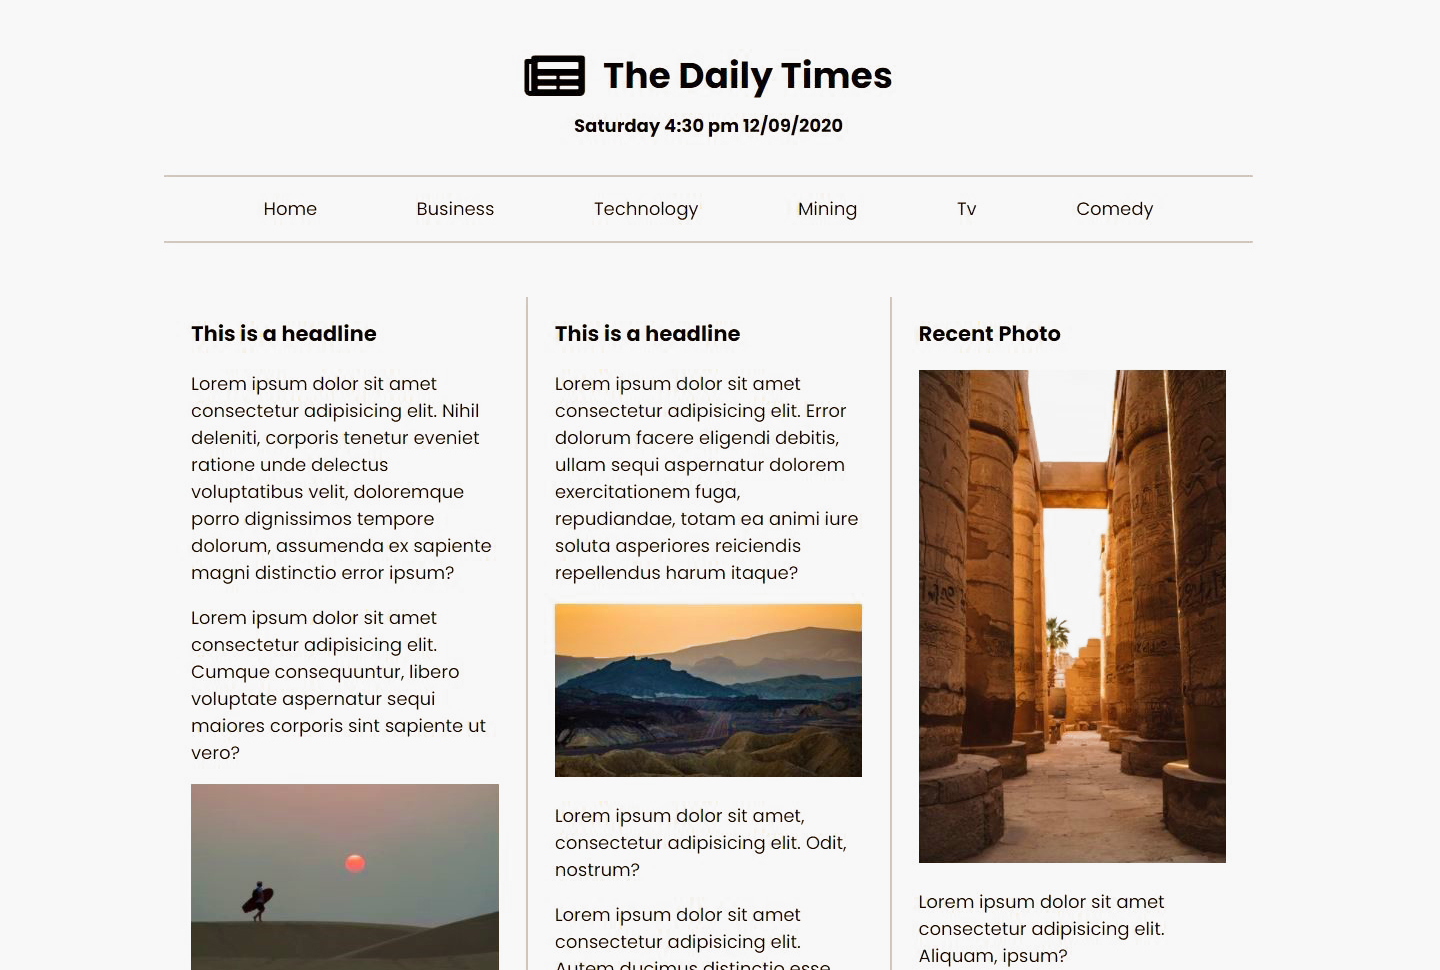 The Daily Times
Saturday 4:30 pm 12/09/2020
Home Business Technology Mining Tv Comedy
This is a headline
Lorem ipsum dolor sit amet
consectetur adipisicing elit. Nihil
deleniti, corporis tenetur eveniet
ratione unde delectus
voluptatibus velit, doloremque
porro dignissimos tempore
dolorum, assumenda ex sapiente
magni distinctio error ipsum?
Lorem ipsum dolor sit amet
consectetur adipisicing elit.
Cumque consequuntur, libero
voluptate aspernatur sequi
maiores corporis sint sapiente ut
vero?
This is a headline
Lorem ipsum dolor sit amet
consectetur adipisicing elit. Error
dolorum facere eligendi debitis,
ullam sequi aspernatur dolorem
exercitationem fuga,
repudiandae, totam ea animi iure
soluta asperiores reiciendis
repellendus harum itaque?
Lorem ipsum dolor sit amet,
consectetur adipisicing elit. Odit,
nostrum?
Lorem ipsum dolor sit amet
consectetur adipisicing elit.
Autem ducimus distinctio esse
Recent Photo
Lorem ipsum dolor sit amet
consectetur adipisicing elit.
Aliquam, ipsum?